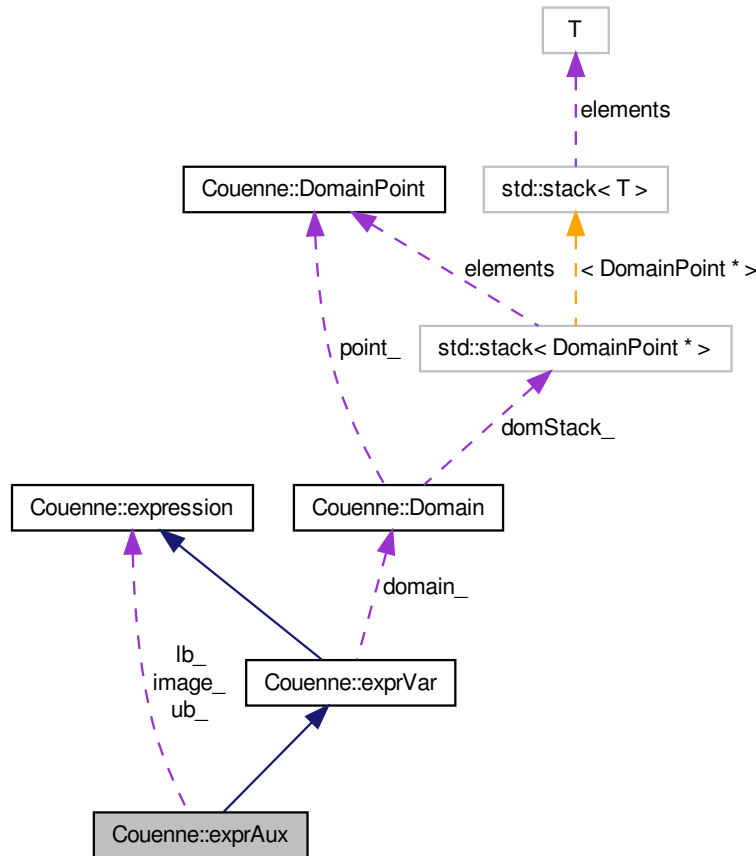 T
elements
Couenne::DomainPoint
std::stack< T >
elements
< DomainPoint * >
point_
std::stack< DomainPoint * >
domStack_
Couenne::expression
Couenne::Domain
domain_
lb_
image_
ub_
Couenne::exprVar
Couenne::exprAux